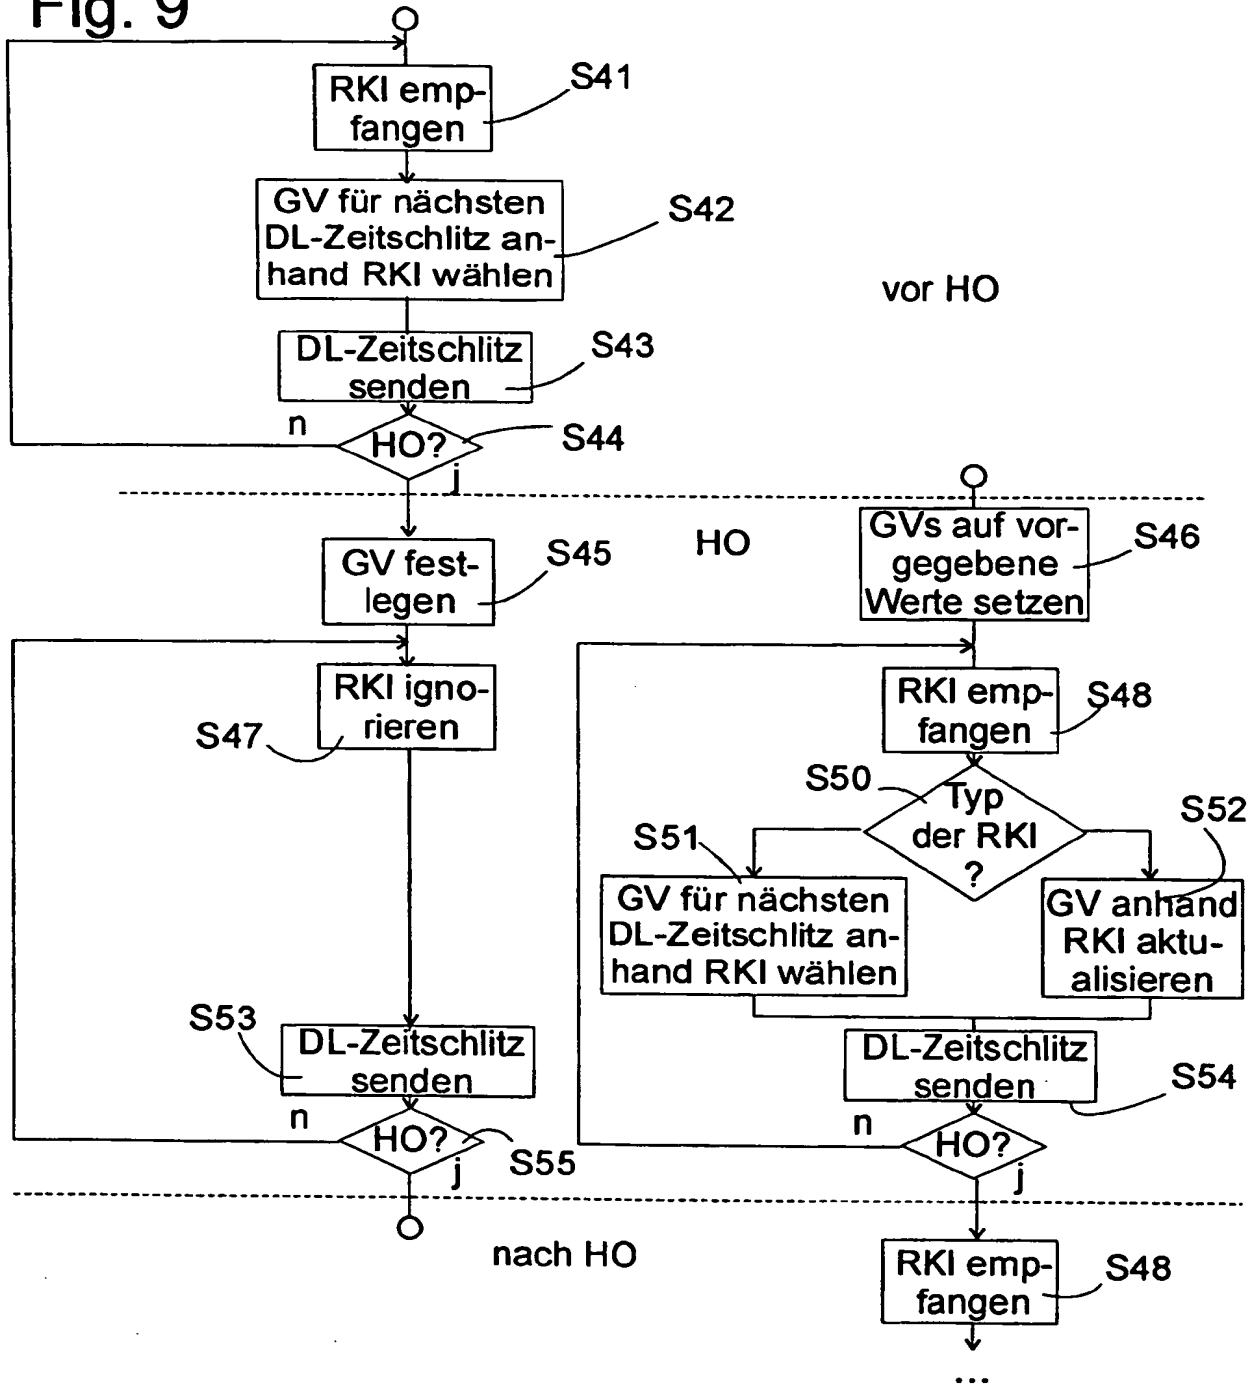 Fig. 9
RKI emp-
fangen
S41
GV für nächsten
DL-Zeitschlitz an-
hand RKI wählen
S42
vor HO
DL-Zeitschlitz
senden
S43
n
HO?
S44
j
GV fest-
legen
S45
HO
GVs auf vor-
gegebene
Werte setzen
S46
RKI igno-
rieren
S47
RKI emp-
fangen
S48
S50
Typ
der RKI
?
S51
S52
GV für nächsten
DL-Zeitschlitz an-
hand RKI wählen
GV anhand
RKI aktu-
alisieren
S53
DL-Zeitschlitz
senden
DL-Zeitschlitz
senden
S54
n
HO?
S55
j
n
HO?
j
nach HO
RKI emp-
fangen
S48
...